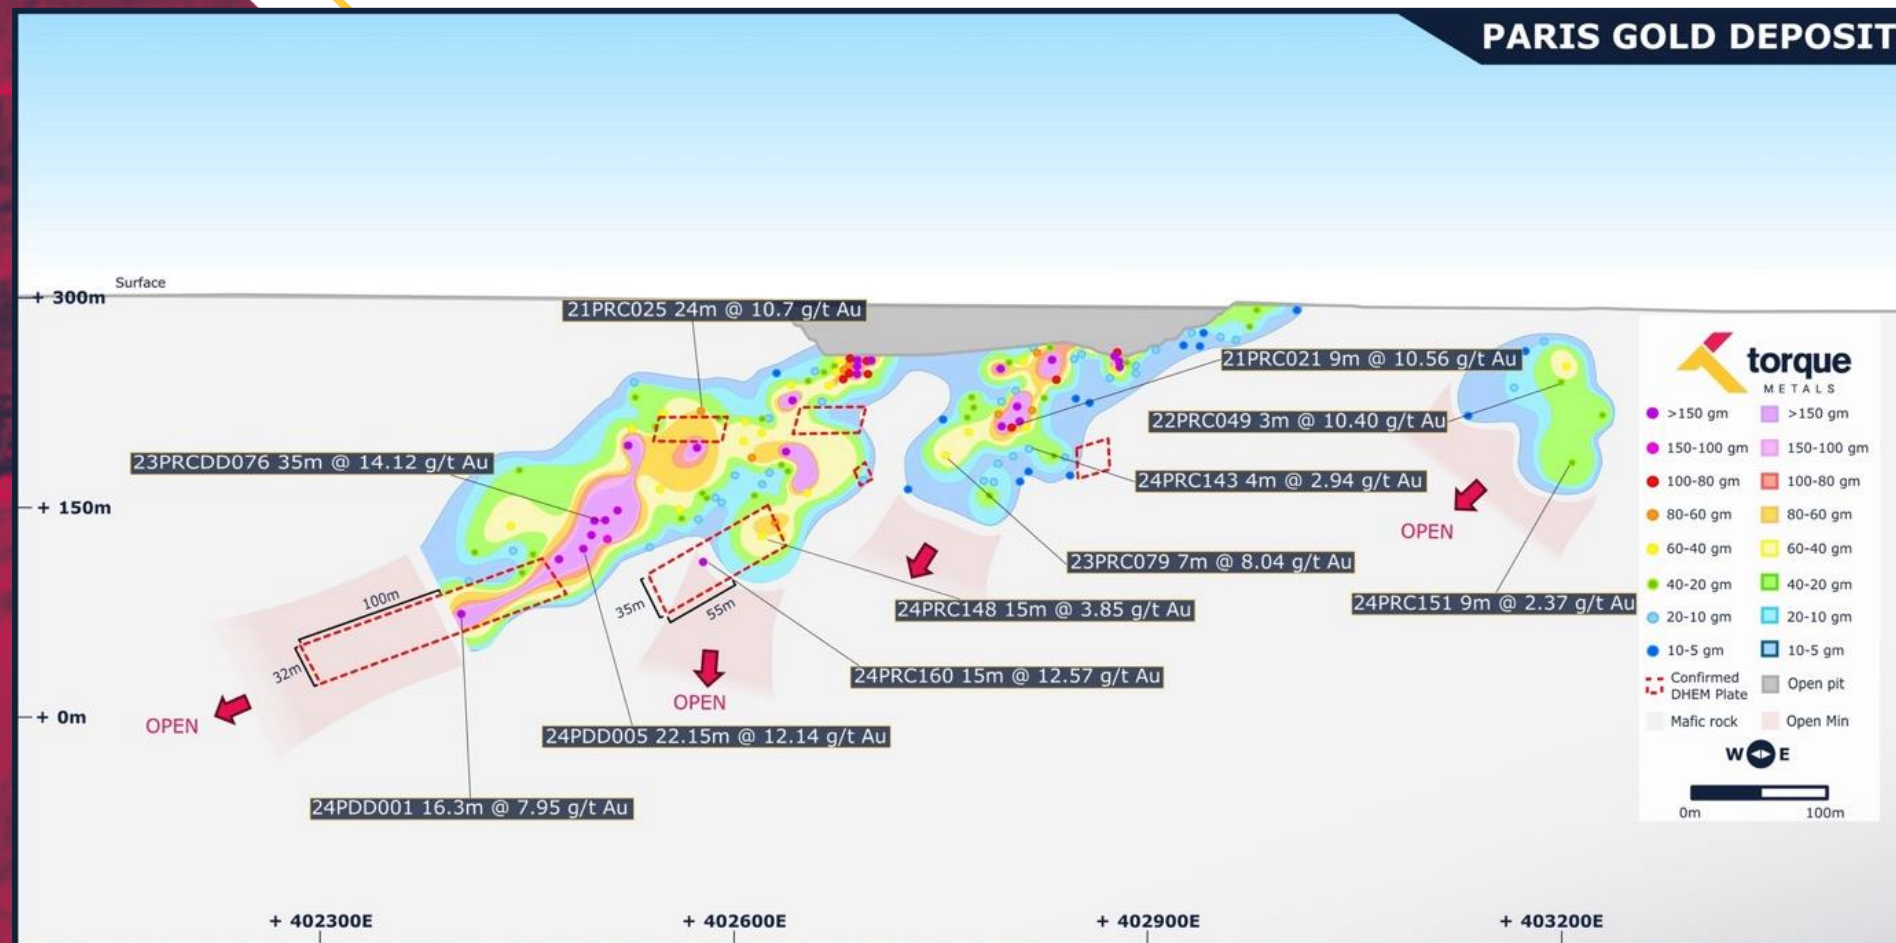 PARIS GOLD DEPOSIT
Surface
+ 300m
21PRC025 24m @ 10.7 g/t Au
21PRC021 9m @ 10.56 g/t Au
22PRC049 3m @ 10.40 g/t Au
23PRCDD076 35m @ 14.12 g/t Au
24PRC143 4m @ 2.94 g/t Au
+ 150m
OPEN
23PRC079 7m @ 8.04 g/t Au
100m
35m
55m
24PRC148 15m @ 3.85 g/t Au
24PRC151 9m @ 2.37 g/t Au
32m
24PRC160 15m @ 12.57 g/t Au
OPEN
+ 0m
OPEN
24PDD005 22.15m @ 12.14 g/t Au
24PDD001 16.3m @ 7.95 g/t Au
torque
METALS
>150 gm >150 gm
150-100 gm 150-100 gm
100-80 gm 100-80 gm
80-60 gm 80-60 gm
60-40 gm 60-40 gm
40-20 gm 40-20 gm
20-10 gm 20-10 gm
10-5 gm 10-5 gm
Confirmed
DHEM Plate Open pit
Mafic rock Open Min
W E
0m 100m
+ 402300E + 402600E + 402900E + 403200E